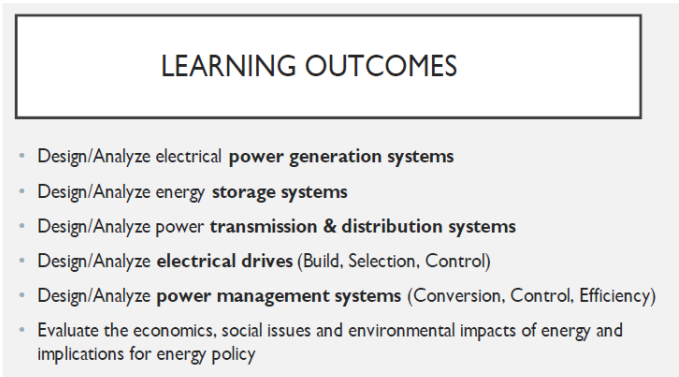 LEARNING OUTCOMES
• Design/Analyze electrical power generation systems
• Design/Analyze energy storage systems
• Design/Analyze power transmission & distribution systems
• Design/Analyze electrical drives (Build, Selection, Control)
• Design/Analyze power management systems (Conversion, Control, Efficiency)
• Evaluate the economics, social issues and environmental impacts of energy and
implications for energy policy